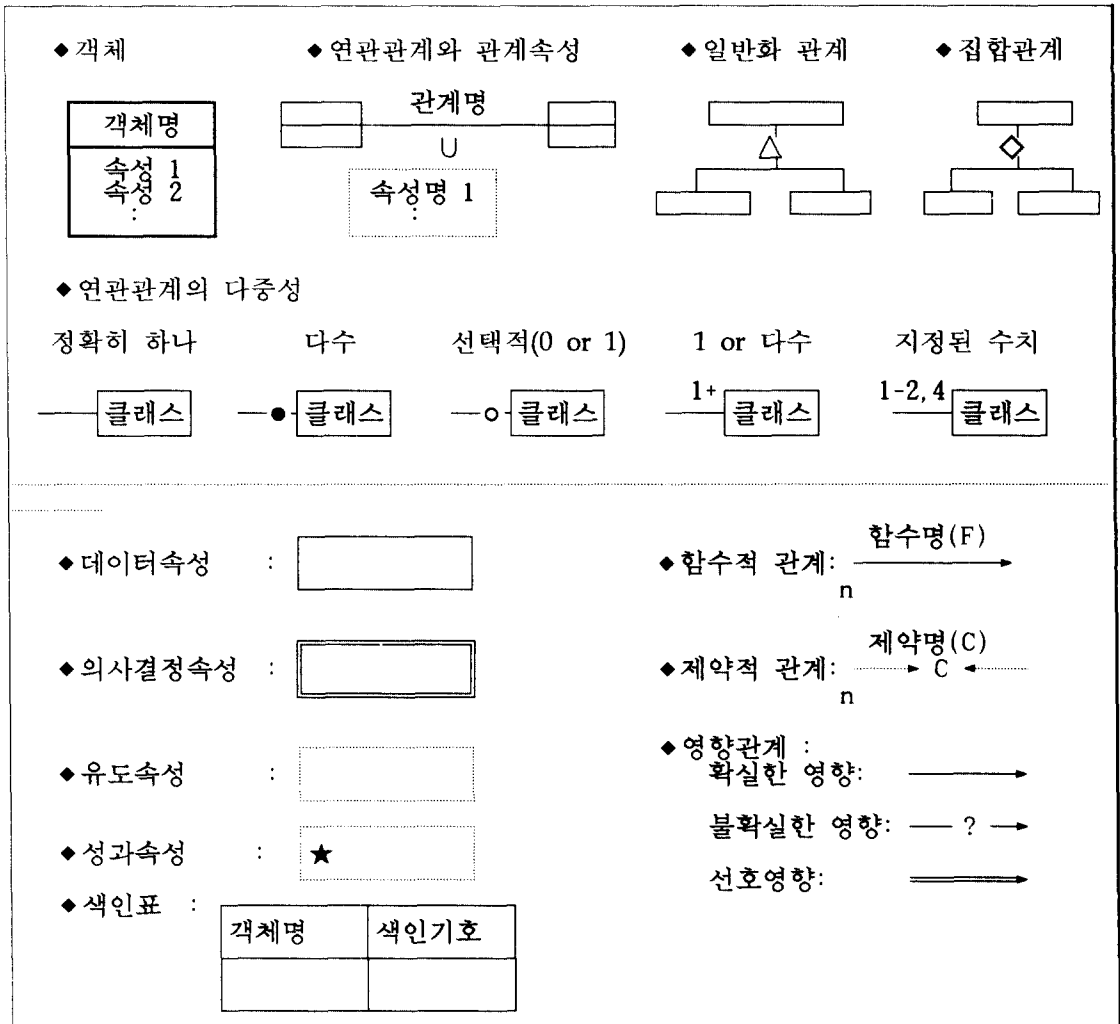 ◆객체 ◆연관관계와 관계속성 ◆일반화 관계 ◆집합관계
객체명
속성 1
속성 2
:
관계명
속성명 1
:
◆연관관계의 다중성
정확히 하나 다수 선택적(0 or 1) 1 or 다수 지정된 수치
클래스 클래스 클래스 1+ 클래스 1-2,4 클래스
◆데이터속성 :
◆의사결정속성 :
◆유도속성 :
◆성과속성 : ★
◆색인표 :
객체명 색인기호
함수명(F)
◆함수적 관계:
n
제약명(C)
◆제약적 관계: C
n
◆영향관계 :
확실한 영향:
불확실한 영향: ?
선호영향: